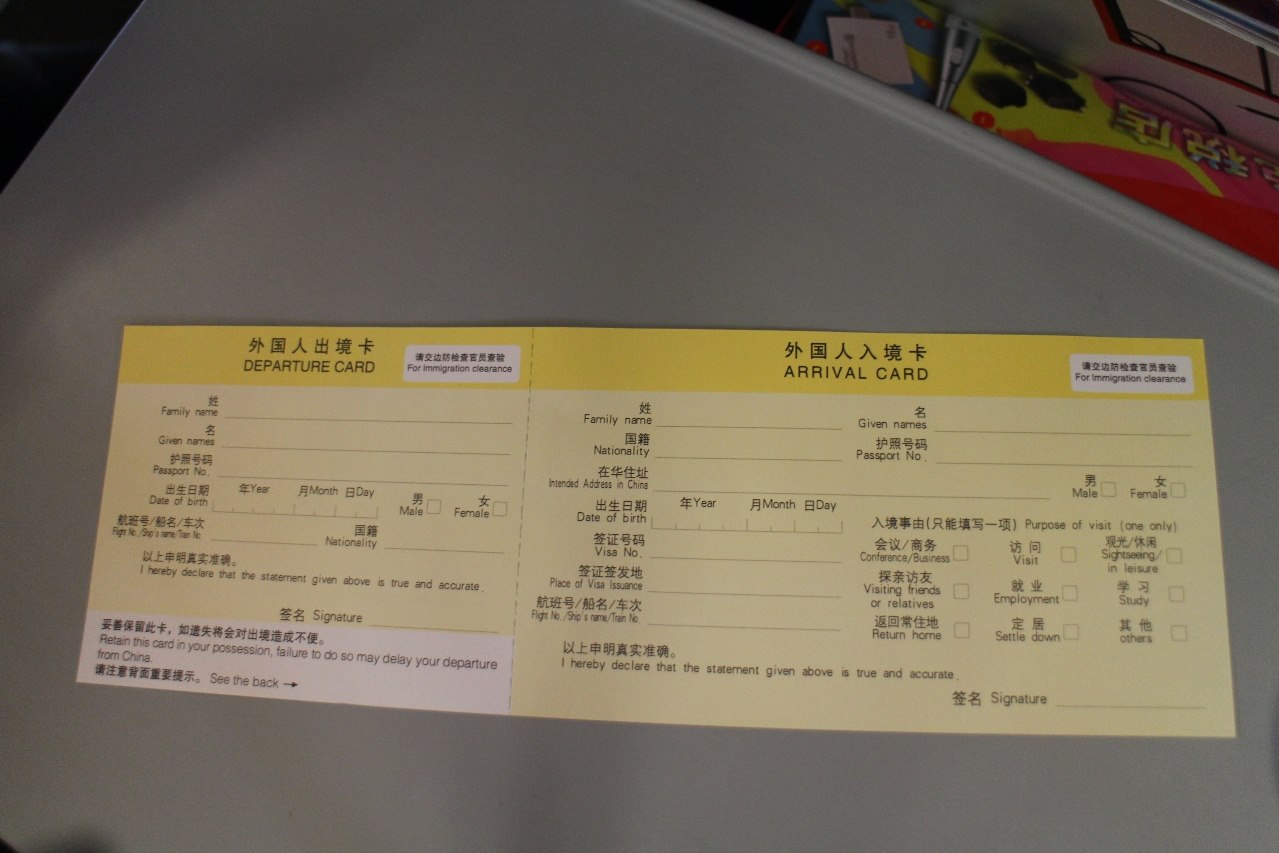 外国人出境卡
DEPARTURE CARD
请交边防检查官员查验
For Immigration clearance
姓
Family name
名
Given names
护照号码
Passport No.
出生日期 年Year 月Month 日Day 男 女
Date of birth Male Female
航班号/船名/车次 国籍
Flight No./Ship's name/Train No. Nationality
以上申明真实准确。
I hereby declare that the statement given above is true and accurate.
签名 Signature
妥善保留此卡，如遗失将会对出境造成不便。
Retain this card in your possession, failure to do so may delay your departure
from China.
请注意背面重要提示。 See the back →
外国人入境卡
ARRIVAL CARD
请交边防检查官员查验
For Immigration clearance
姓 名
Family name Given names
国籍 护照号码
Nationality Passport No.
在华住址 男 女
Intended Address in China Male Female
出生日期 年Year 月Month 日Day
Date of birth
签证号码
Visa No.
签证签发地
Place of Visa Issuance
航班号/船名/车次
Flight No./Ship's name/Train No.
入境事由(只能填写一项) Purpose of visit (one only)
会议/商务 访问 观光/休闲
Conference/Business Visit Sightseeing/
in leisure
探亲访友 就业 学习
Visiting friends Employment Study
or relatives
返回常住地 定居 其他
Return home Settle down others
以上申明真实准确。
I hereby declare that the statement given above is true and accurate.
签名 Signature
税店